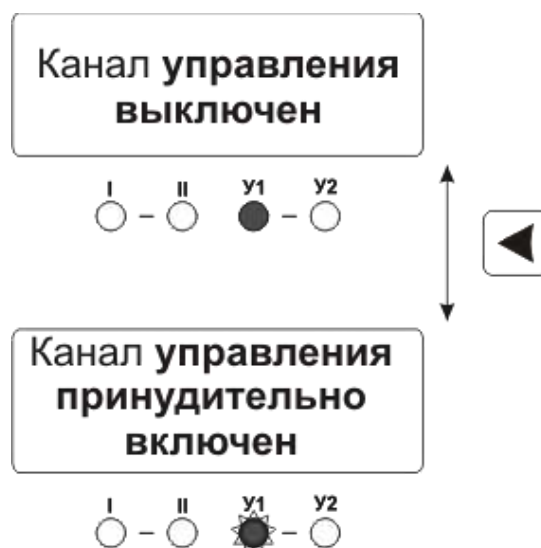 Канал управления
выключен
I II У1 У2
Канал управления
принудительно
включен
I II У1 У2